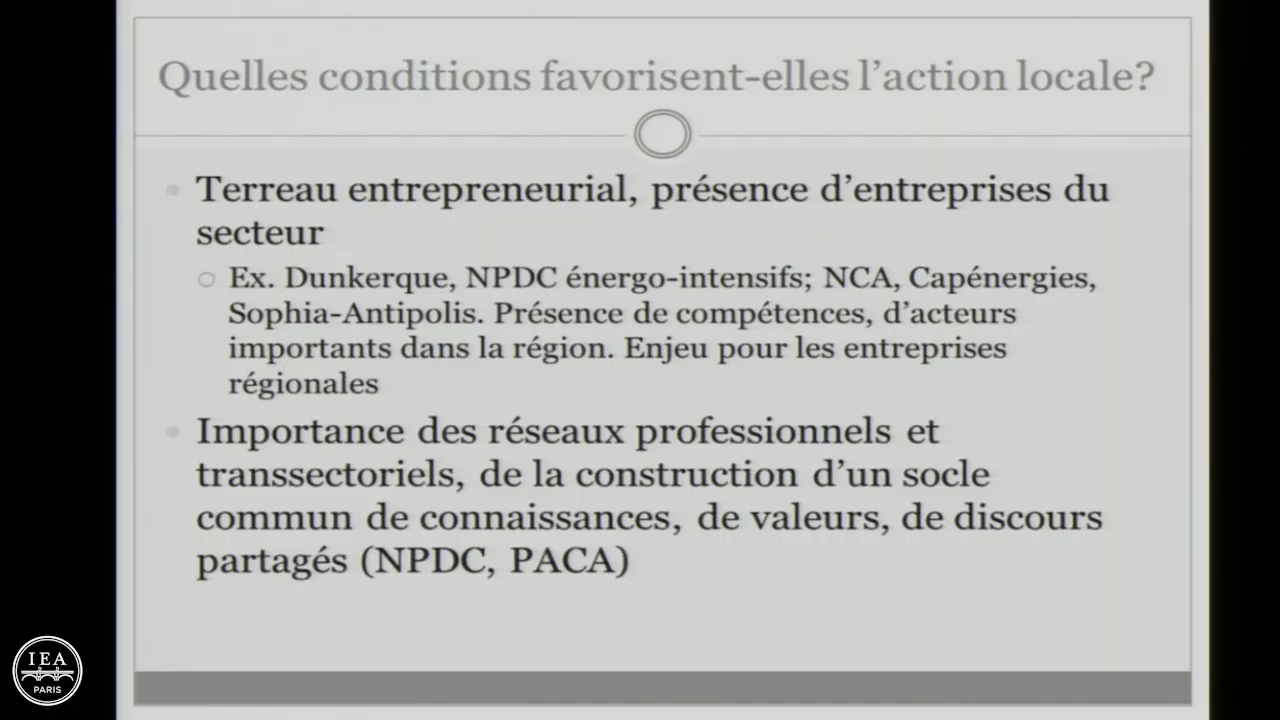 Quelles conditions favorisent-elles l’action locale?
Terreau entrepreneurial, présence d’entreprises du
secteur
Ex. Dunkerque, NPDC énergo-intensifs; NCA, Capénergies,
Sophia-Antipolis. Présence de compétences, d’acteurs
importants dans la région. Enjeu pour les entreprises
régionales
Importance des réseaux professionnels et
transsectoriels, de la construction d’un socle
commun de connaissances, de valeurs, de discours
partagés (NPDC, PACA)
IEA
PARIS